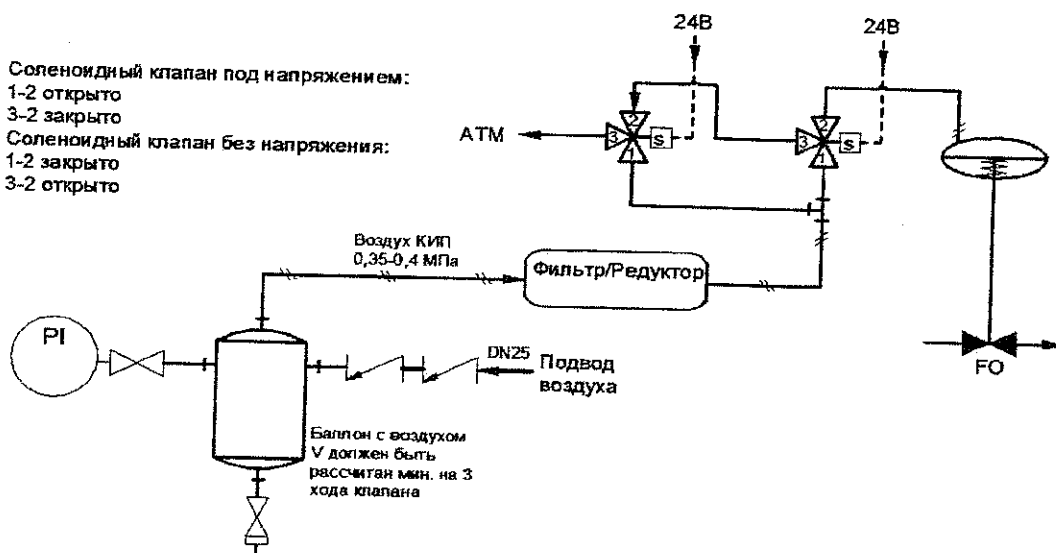 24В
24В
Соленоидный клапан под напряжением:
1-2 открыто
3-2 закрыто
Соленоидный клапан без напряжения:
1-2 закрыто
3-2 открыто
АТМ
2
3
S
1
2
3
S
1
Воздух КИП
0,35-0,4 МПа
Фильтр/Редуктор
PI
DN25
Подвод
воздуха
FO
Баллон с воздухом
V должен быть
рассчитан мин. на 3
хода клапана